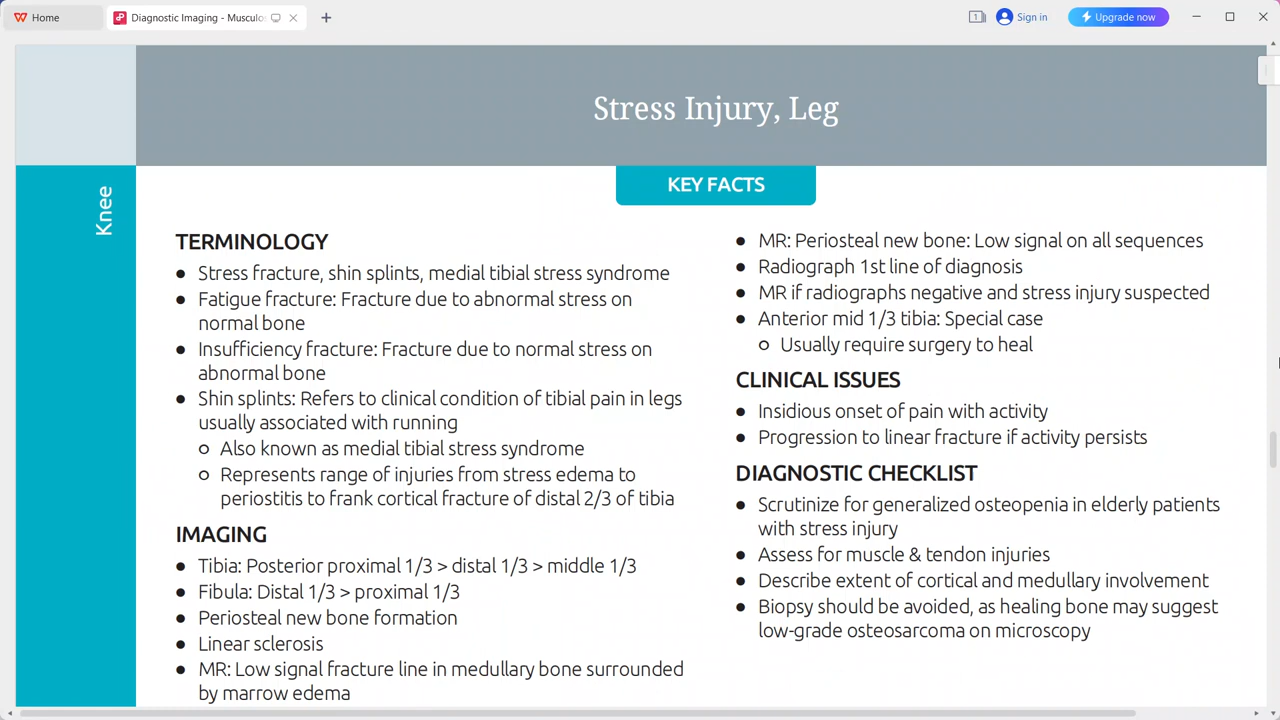 Home
Diagnostic Imaging - Musculos
1
Sign in
Upgrade now
Stress Injury, Leg
Knee
KEY FACTS
TERMINOLOGY
● Stress fracture, shin splints, medial tibial stress syndrome
● Fatigue fracture: Fracture due to abnormal stress on
normal bone
● Insufficiency fracture: Fracture due to normal stress on
abnormal bone
● Shin splints: Refers to clinical condition of tibial pain in legs
usually associated with running
○ Also known as medial tibial stress syndrome
○ Represents range of injuries from stress edema to
periostitis to frank cortical fracture of distal 2/3 of tibia
IMAGING
● Tibia: Posterior proximal 1/3 > distal 1/3 > middle 1/3
● Fibula: Distal 1/3 > proximal 1/3
● Periosteal new bone formation
● Linear sclerosis
● MR: Low signal fracture line in medullary bone surrounded
by marrow edema
● MR: Periosteal new bone: Low signal on all sequences
● Radiograph 1st line of diagnosis
● MR if radiographs negative and stress injury suspected
● Anterior mid 1/3 tibia: Special case
○ Usually require surgery to heal
CLINICAL ISSUES
● Insidious onset of pain with activity
● Progression to linear fracture if activity persists
DIAGNOSTIC CHECKLIST
● Scrutinize for generalized osteopenia in elderly patients
with stress injury
● Assess for muscle & tendon injuries
● Describe extent of cortical and medullary involvement
● Biopsy should be avoided, as healing bone may suggest
low-grade osteosarcoma on microscopy